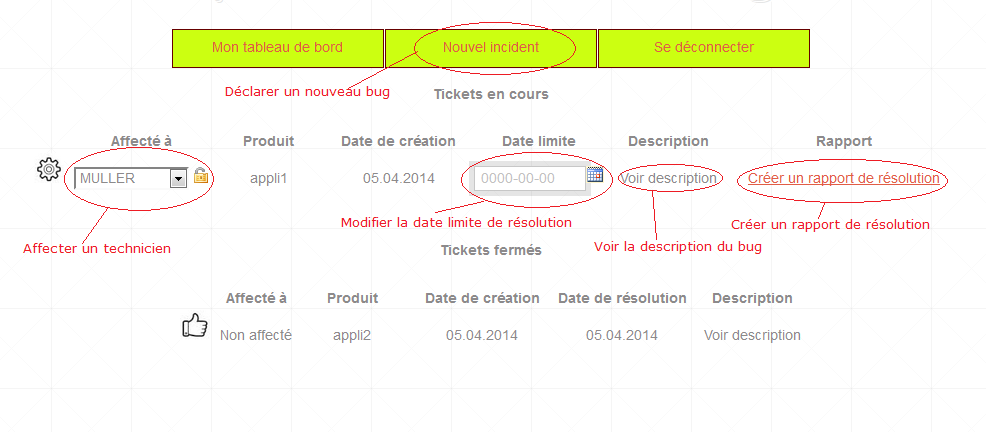 Mon tableau de bord Nouvel incident Se déconnecter
Déclarer un nouveau bug
Tickets en cours
Affecté à Produit Date de création Date limite Description Rapport
MULLER appli1 05.04.2014 0000-00-00 Voir description Créer un rapport de résolution
Modifier la date limite de résolution Créer un rapport de résolution
Affecter un technicien Voir la description du bug
Tickets fermés
Affecté à Produit Date de création Date de résolution Description
Non affecté appli2 05.04.2014 05.04.2014 Voir description